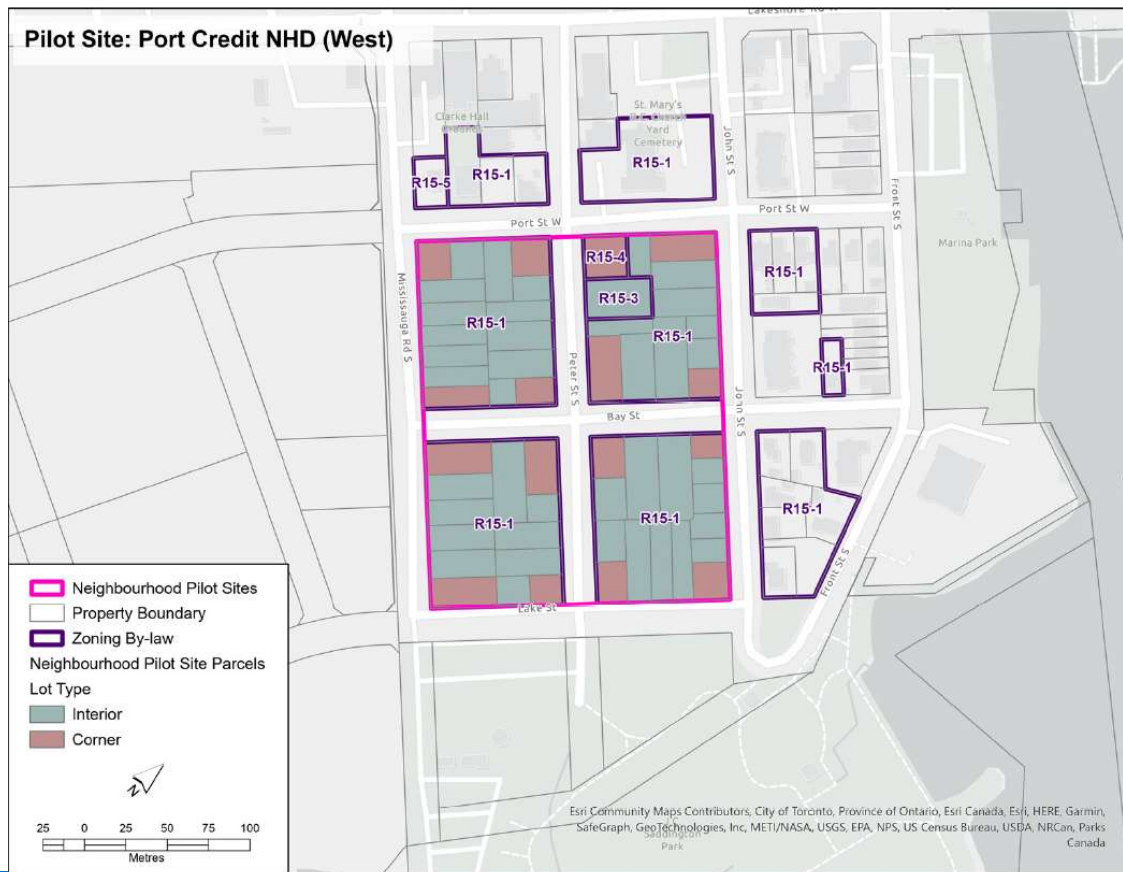 Lakeshore Rd W
Pilot Site: Port Credit NHD (West)
2
Clarke Hall
Grounds
St. Mary's
R.C. Church
Yard
Cemetery
R15-1
R15-5
R15-1
John St S
Front St S
Port St W
Port St W
Marina Park
Mississauga Rd S
R15-4
R15-3
R15-1
R15-1
R15-1
R15-1
Peter St S
Bay St
John St S
R15-1
R15-1
R15-1
Front St S
Lake St
Neighbourhood Pilot Sites
Property Boundary
Zoning By-law
Neighbourhood Pilot Site Parcels
Lot Type
Interior
Corner
N
25 0 25 50 75 100
Metres
Saddington
Park
Esri Community Maps Contributors, City of Toronto, Province of Ontario, Esri Canada, Esri, HERE, Garmin,
SafeGraph, GeoTechnologies, Inc, METI/NASA, USGS, EPA, NPS, US Census Bureau, USDA, NRCan, Parks
Canada